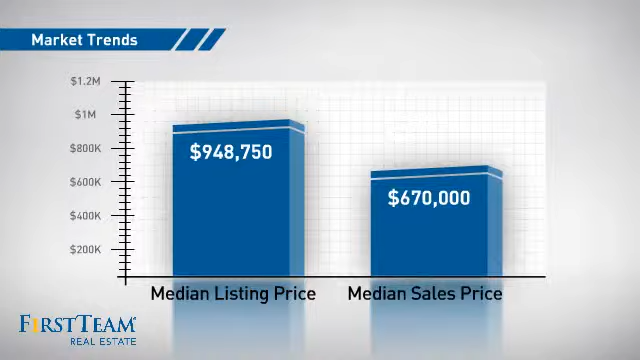 Market Trends
$1.2M
$1M
$800K
$600K
$400K
$200K
$948,750
$670,000
Median Listing Price
Median Sales Price
FIRSTTEAM®
REAL ESTATE